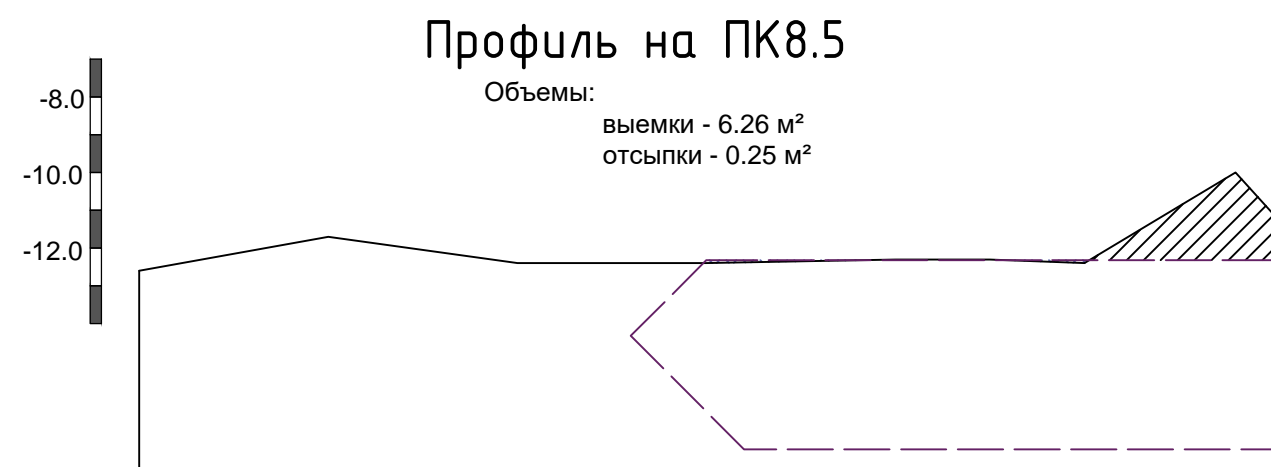 Профиль на ПК8.5
Объемы:
выемки - 6.26 м²
отсыпки - 0.25 м²
-8.0
-10.0
-12.0